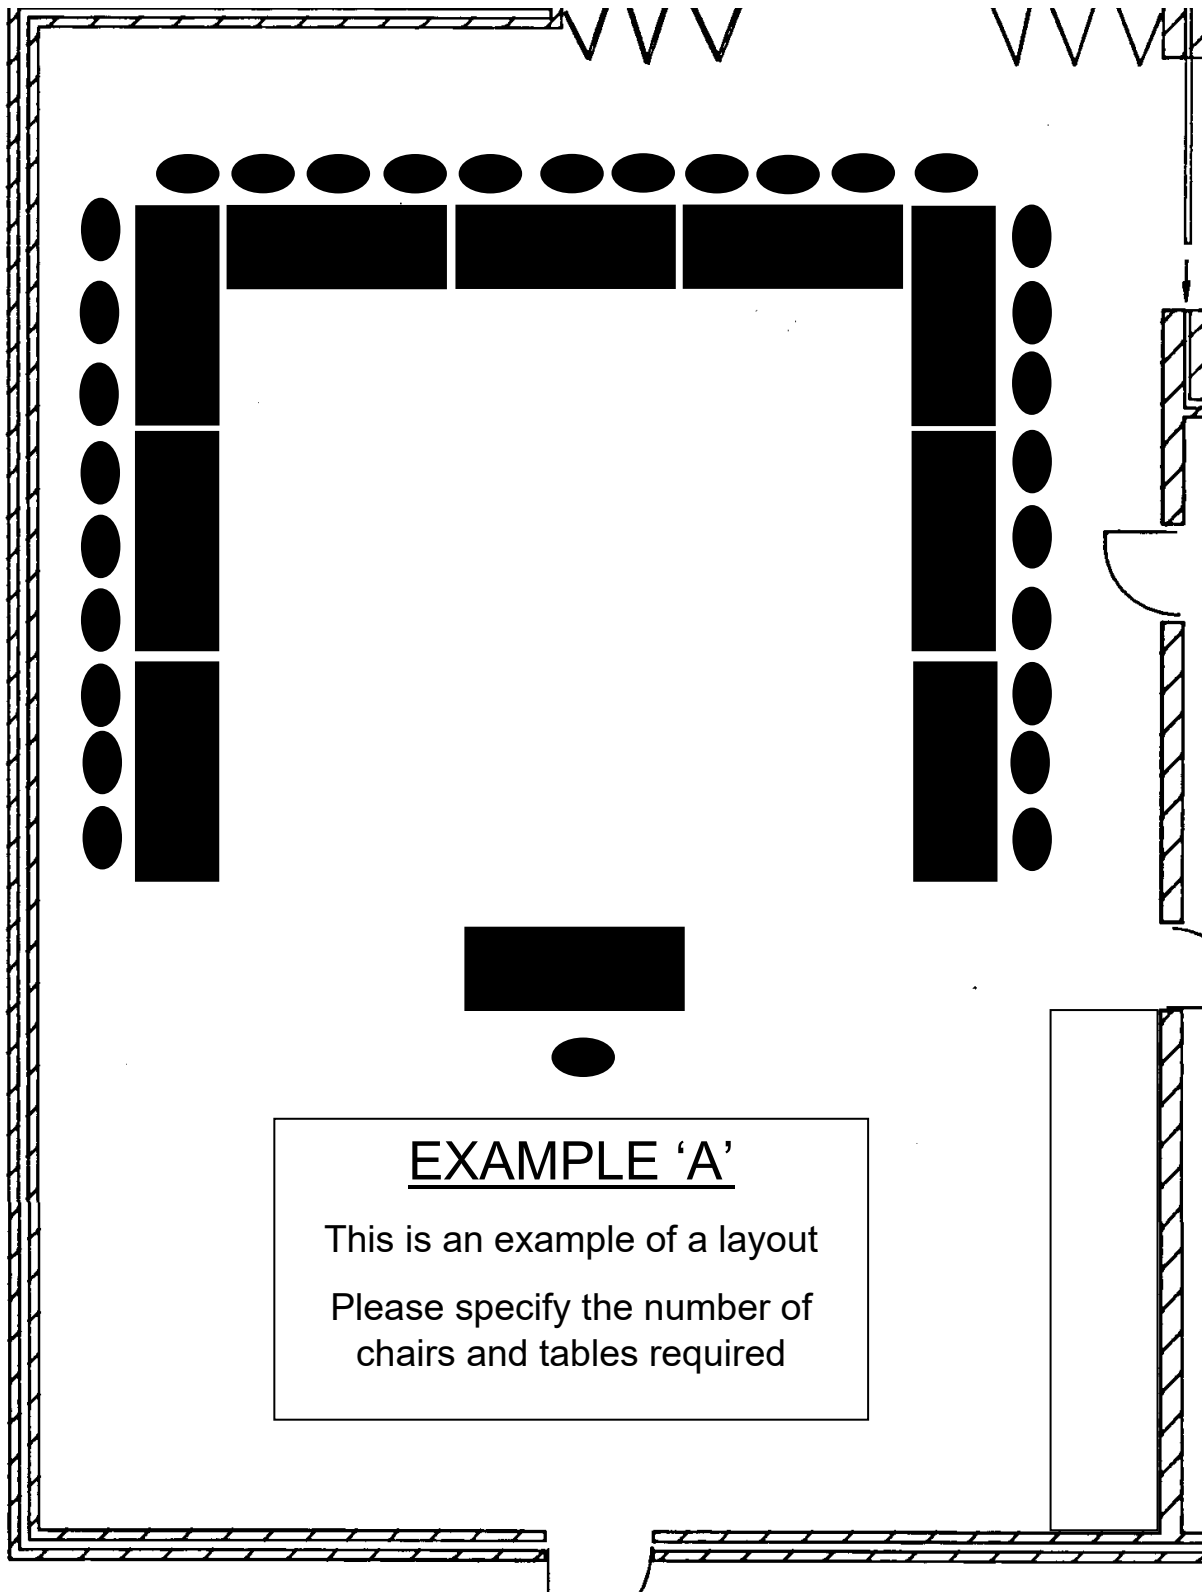 EXAMPLE ‘A’
This is an example of a layout
Please specify the number of
chairs and tables required